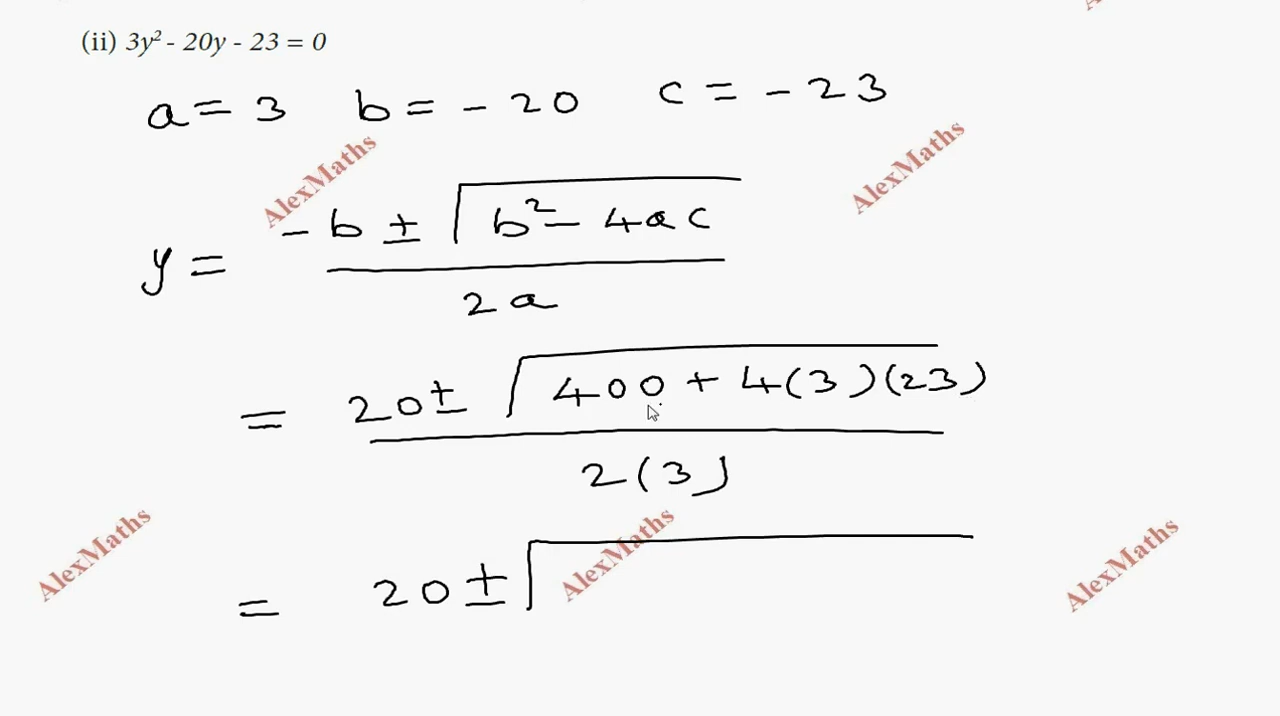 (ii) 3y² - 20y - 23 = 0
a = 3 b = - 20 c = - 23
AlexMaths
AlexMaths
y = - b ± √ b² - 4ac
2a
= 20 ± √ 400 + 4(3)(23)
2(3)
AlexMaths
AlexMaths
AlexMaths
= 20 ± √